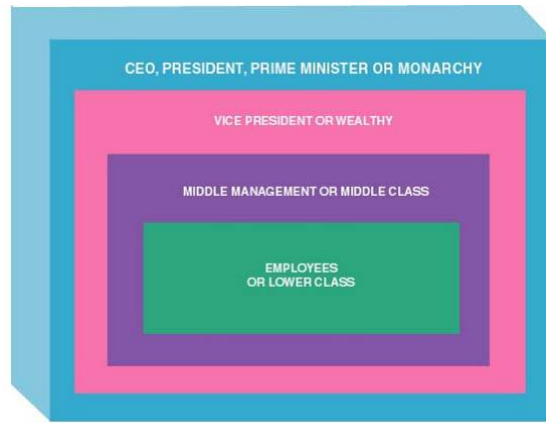 CEO, PRESIDENT, PRIME MINISTER OR MONARCHY
VICE PRESIDENT OR WEALTHY
MIDDLE MANAGEMENT OR MIDDLE CLASS
EMPLOYEES
OR LOWER CLASS